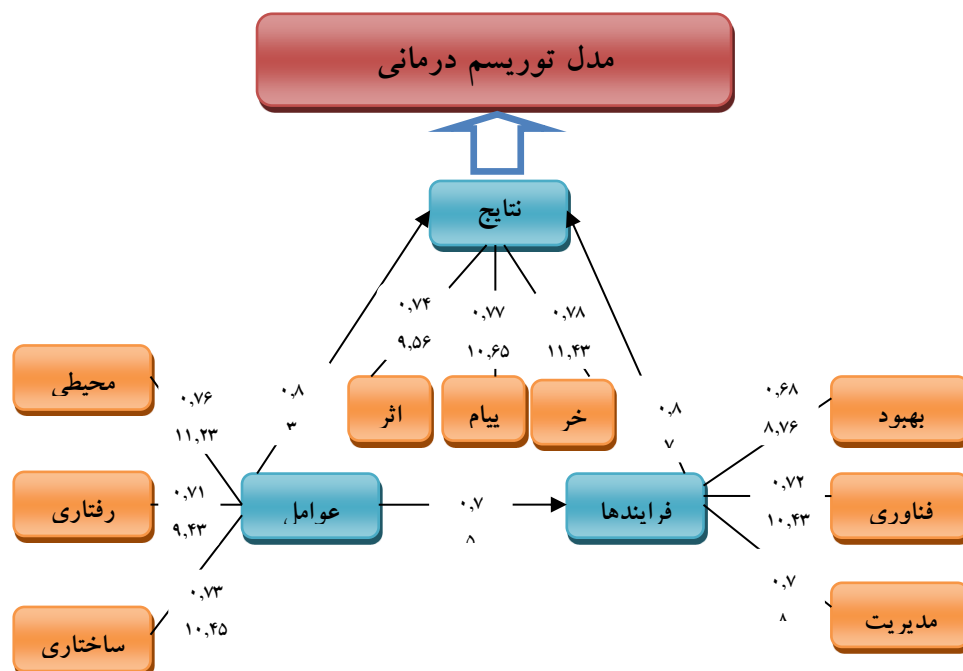 مدل توریسم درمانی
نتایج
۰,۷۴
۹,۵۶
۰,۷۷
۱۰,۶۵
۰,۷۸
۱۱,۴۳
محیطی
رفتاری
ساختاری
۰,۷۶
۱۱,۲۳
۰,۷۱
۹,۴۳
۰,۷۳
۱۰,۴۵
۰,۸
۳
اثر
پیام
خر
۰,۸
۷
عوامل
۰,۷
فرایندها
۰,۶۸
۸,۷۶
۰,۷۲
۱۰,۴۳
۰,۷
۸
بهبود
فناوری
مدیریت